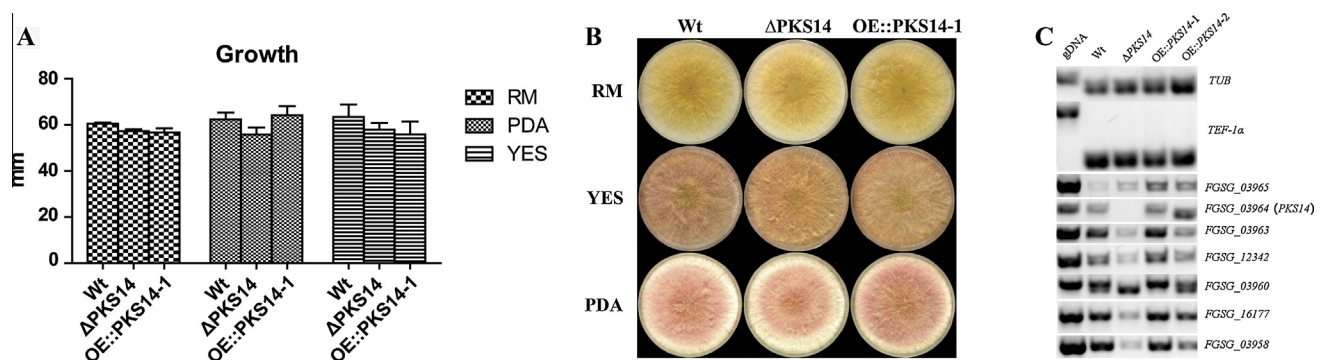 A
Growth
80
60
40
20
0
mm
RM
PDA
YES
Wt
ΔPKS14
OE::PKS14-1
Wt
ΔPKS14
OE::PKS14-1
Wt
ΔPKS14
OE::PKS14-1
B
Wt ΔPKS14 OE::PKS14-1
RM
YES
PDA
C
gDNA
Wt
ΔPKS14
OE::PKS14-1
OE::PKS14-2
TUB
TEF-1α
FGSG_03965
FGSG_03964 (PKS14)
FGSG_03963
FGSG_12342
FGSG_03960
FGSG_16177
FGSG_03958